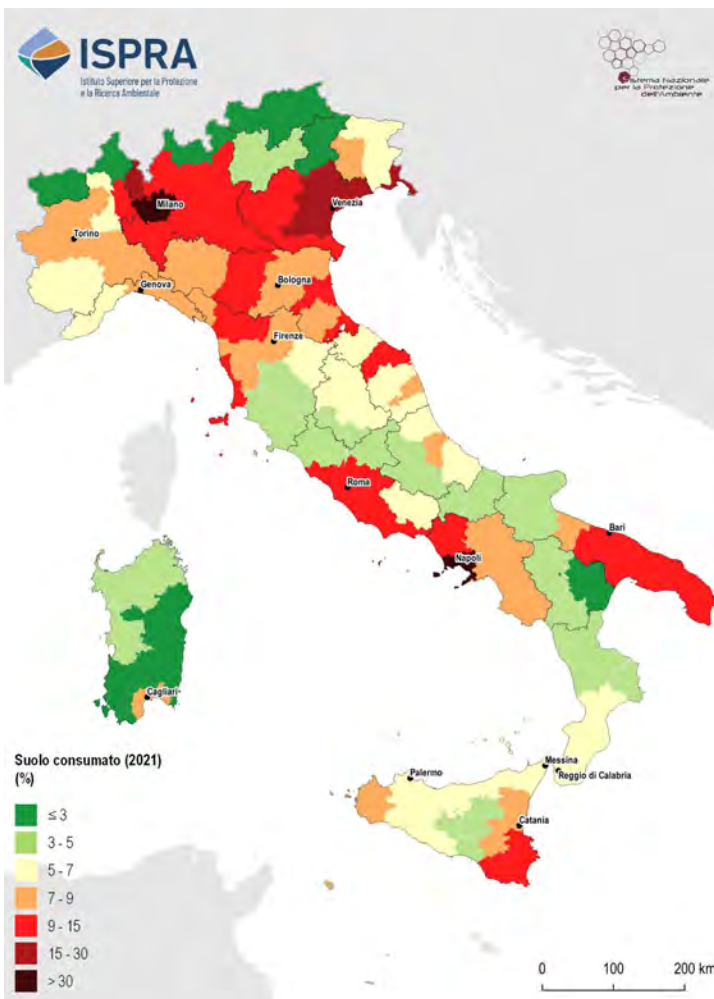 ISPRA
Istituto Superiore per la Protezione
e la Ricerca Ambientale
Sistema Nazionale
per la Protezione
dell'Ambiente
Milano
Venezia
Torino
Genova
Bologna
Firenze
Roma
Bari
Napoli
Cagliari
Messina
Palermo
Reggio di Calabria
Catania
Suolo consumato (2021)
(%)
≤ 3
3 - 5
5 - 7
7 - 9
9 - 15
15 - 30
> 30
0 100 200 km